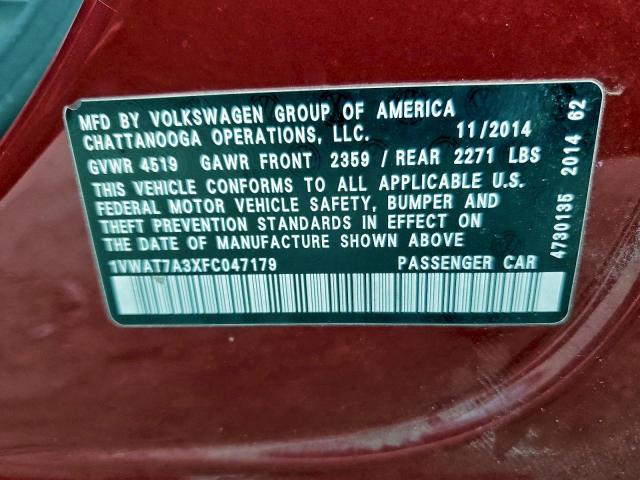 MFD BY VOLKSWAGEN GROUP OF AMERICA
CHATTANOOGA OPERATIONS, LLC. 11/2014
GVWR 4519 GAWR FRONT 2359 / REAR 2271 LBS
THIS VEHICLE CONFORMS TO ALL APPLICABLE U.S.
FEDERAL MOTOR VEHICLE SAFETY, BUMPER AND
THEFT PREVENTION STANDARDS IN EFFECT ON
THE DATE OF MANUFACTURE SHOWN ABOVE
1VWAT7A3XFC047179 PASSENGER CAR
4730135 2014 62